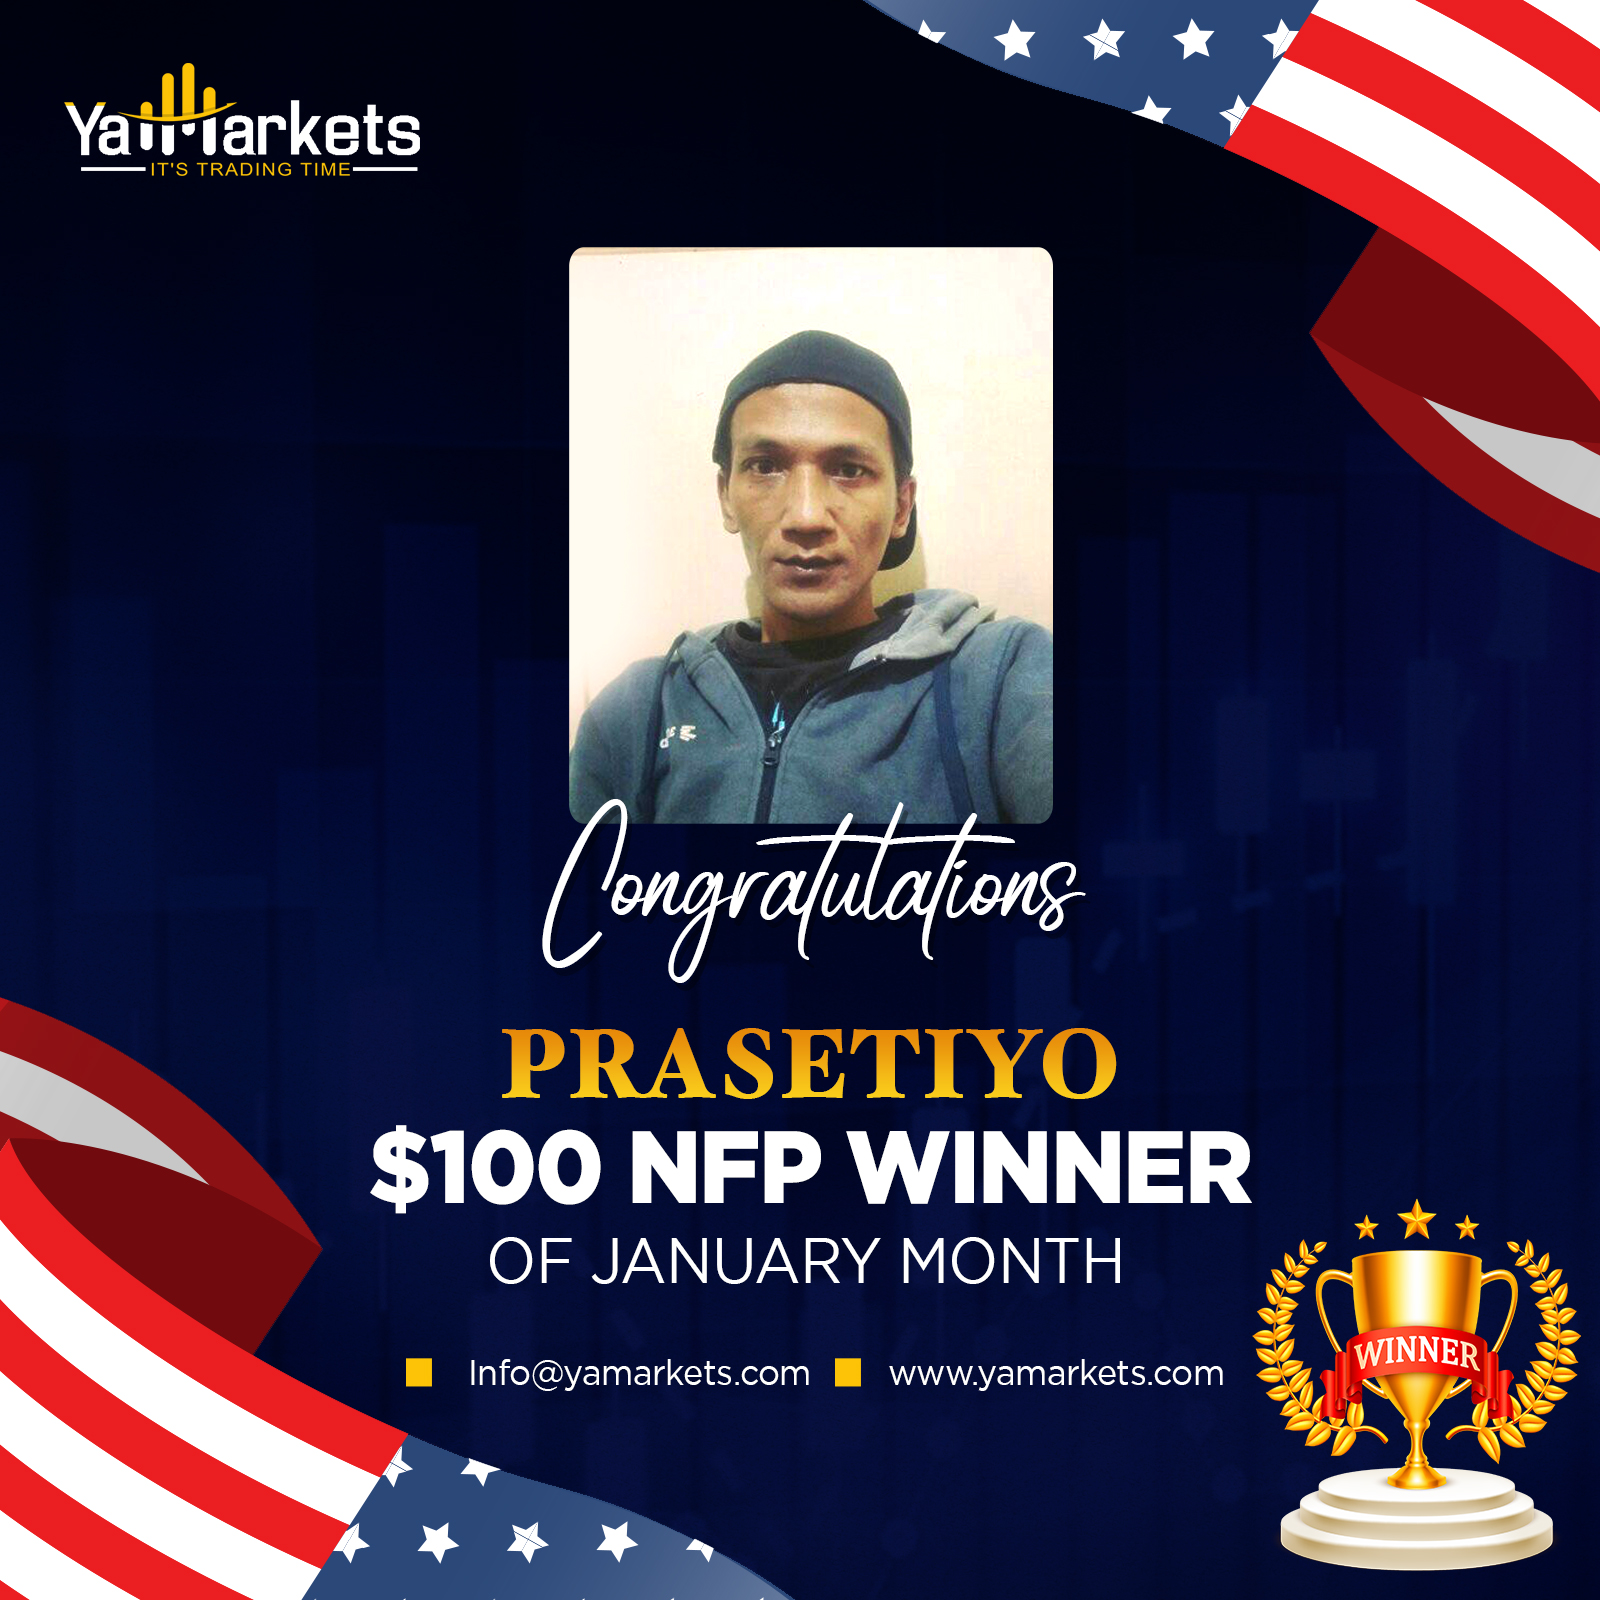 YaMarkets
IT'S TRADING TIME
Congratulations
PRASETIYO
$100 NFP WINNER
OF JANUARY MONTH
Info@yamarkets.com www.yamarkets.com
WINNER